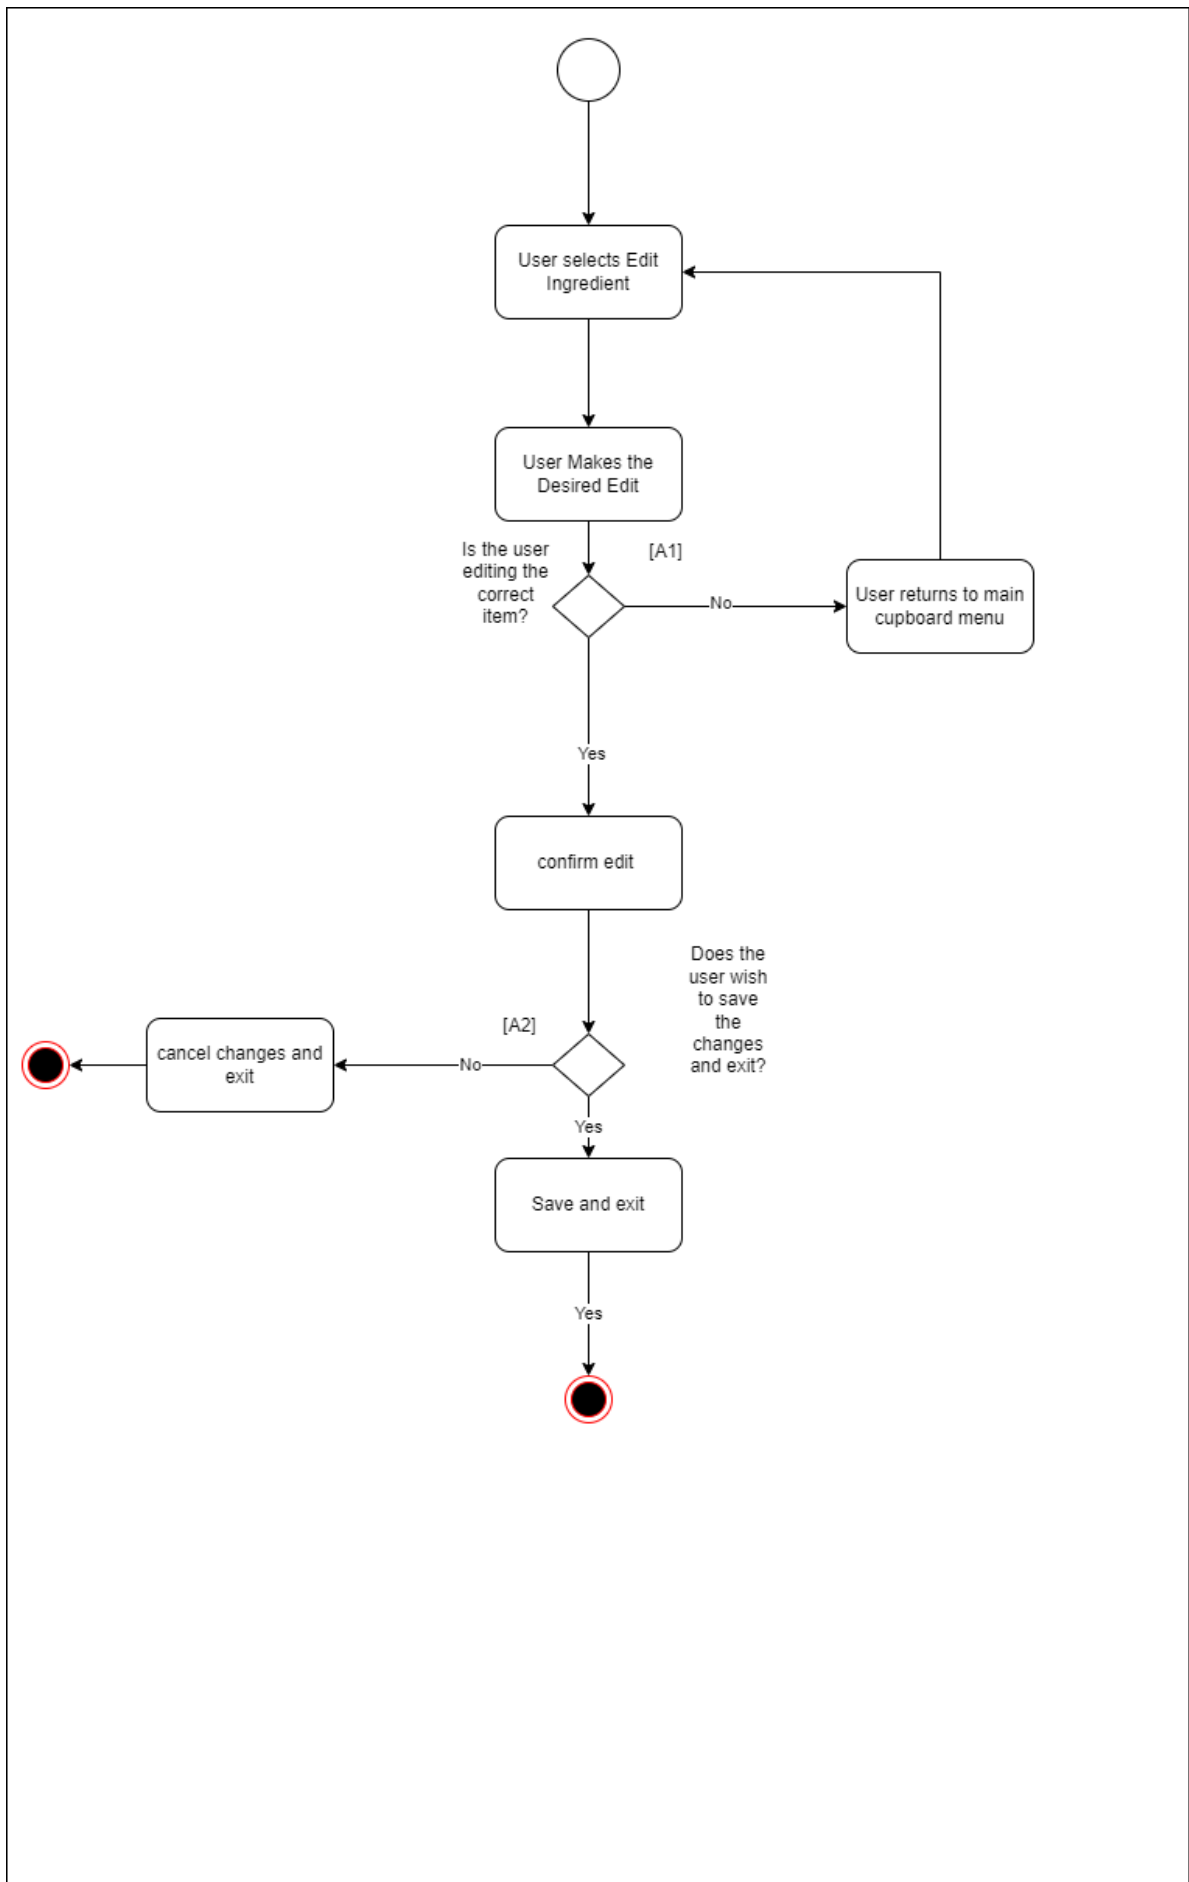 User selects Edit
Ingredient
User Makes the
Desired Edit
Is the user
editing the
correct
item?
[A1]
No
User returns to main
cupboard menu
Yes
confirm edit
Does the
user wish
to save
the
changes
and exit?
[A2]
No
cancel changes and
exit
Yes
Save and exit
Yes